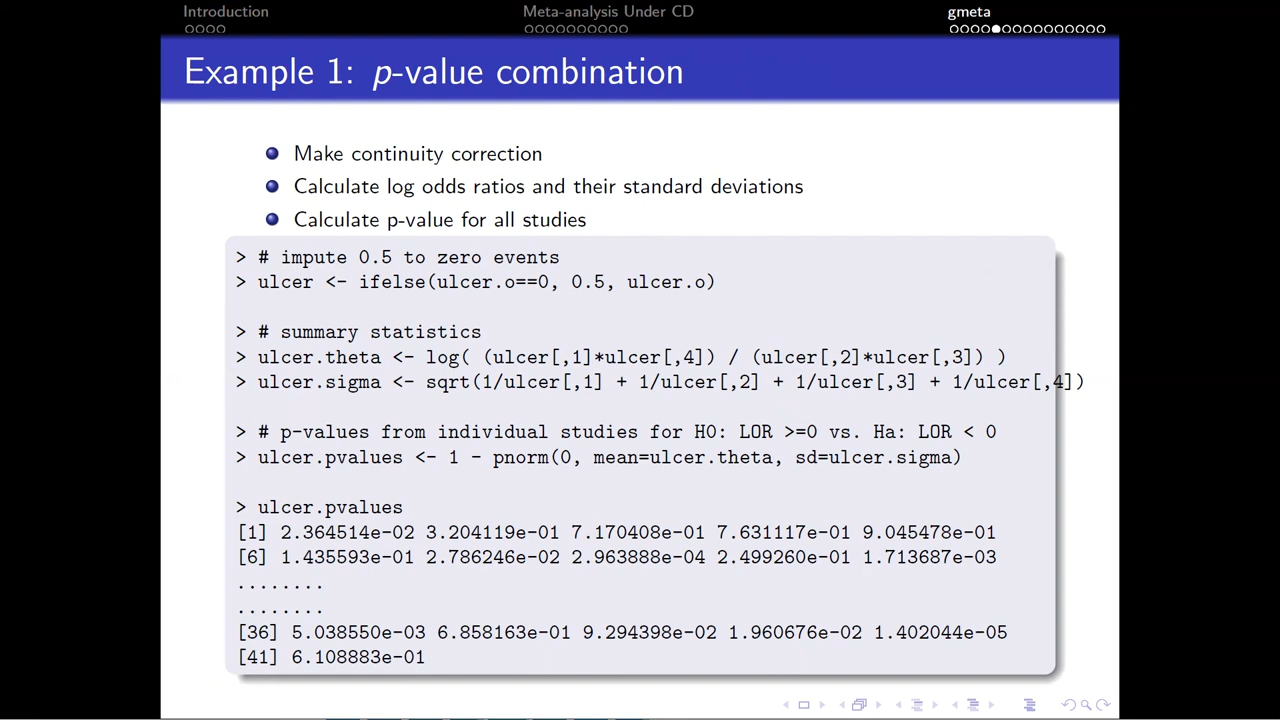 Introduction
Meta-analysis Under CD
gmeta
Example 1: p-value combination
Make continuity correction
Calculate log odds ratios and their standard deviations
Calculate p-value for all studies
> # impute 0.5 to zero events
> ulcer <- ifelse(ulcer.o==0, 0.5, ulcer.o)
> # summary statistics
> ulcer.theta <- log( (ulcer[,1]*ulcer[,4]) / (ulcer[,2]*ulcer[,3]) )
> ulcer.sigma <- sqrt(1/ulcer[,1] + 1/ulcer[,2] + 1/ulcer[,3] + 1/ulcer[,4])
> # p-values from individual studies for H0: LOR >=0 vs. Ha: LOR < 0
> ulcer.pvalues <- 1 - pnorm(0, mean=ulcer.theta, sd=ulcer.sigma)
> ulcer.pvalues
[1] 2.364514e-02 3.204119e-01 7.170408e-01 7.631117e-01 9.045478e-01
[6] 1.435593e-01 2.786246e-02 2.963888e-04 2.499260e-01 1.713687e-03
........
........
[36] 5.038550e-03 6.858163e-01 9.294398e-02 1.960676e-02 1.402044e-05
[41] 6.108883e-01